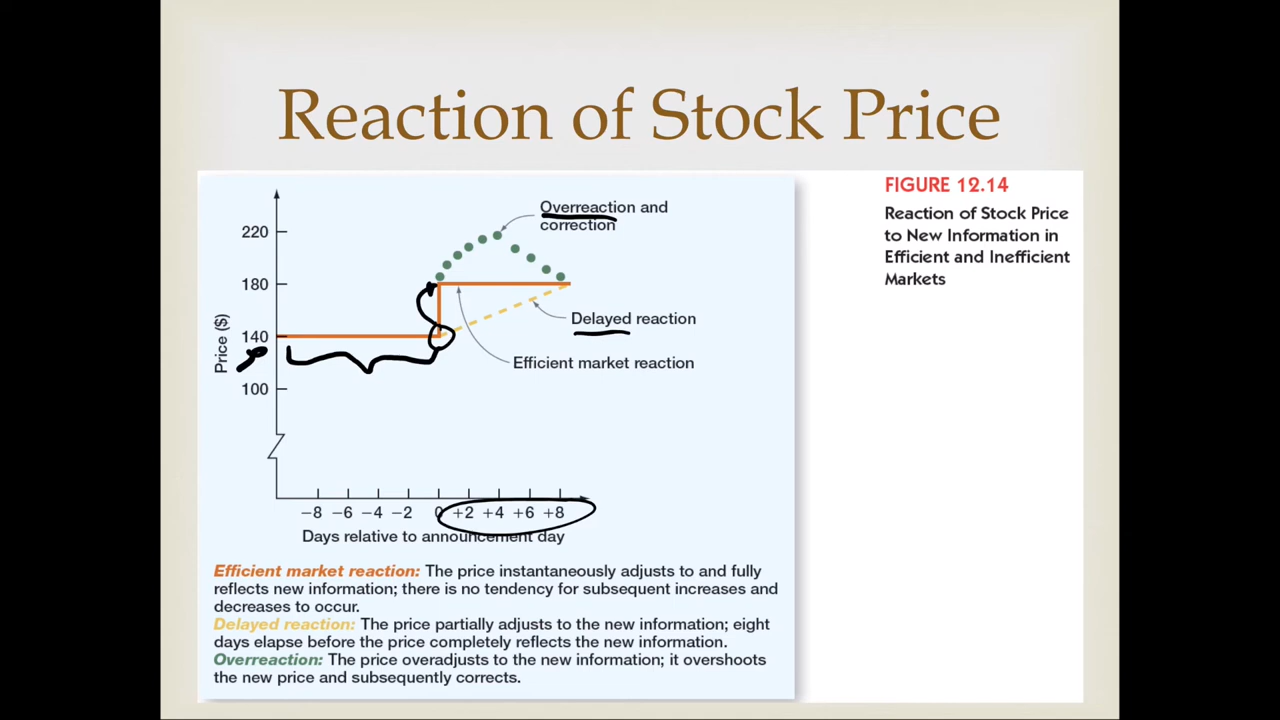 Reaction of Stock Price
FIGURE 12.14
Reaction of Stock Price
to New Information in
Efficient and Inefficient
Markets
Overreaction and
correction
220
180
140
100
Price ($)
Delayed reaction
Efficient market reaction
−8 −6 −4 −2 0 +2 +4 +6 +8
Days relative to announcement day
Efficient market reaction: The price instantaneously adjusts to and fully
reflects new information; there is no tendency for subsequent increases and
decreases to occur.
Delayed reaction: The price partially adjusts to the new information; eight
days elapse before the price completely reflects the new information.
Overreaction: The price overadjusts to the new information; it overshoots
the new price and subsequently corrects.